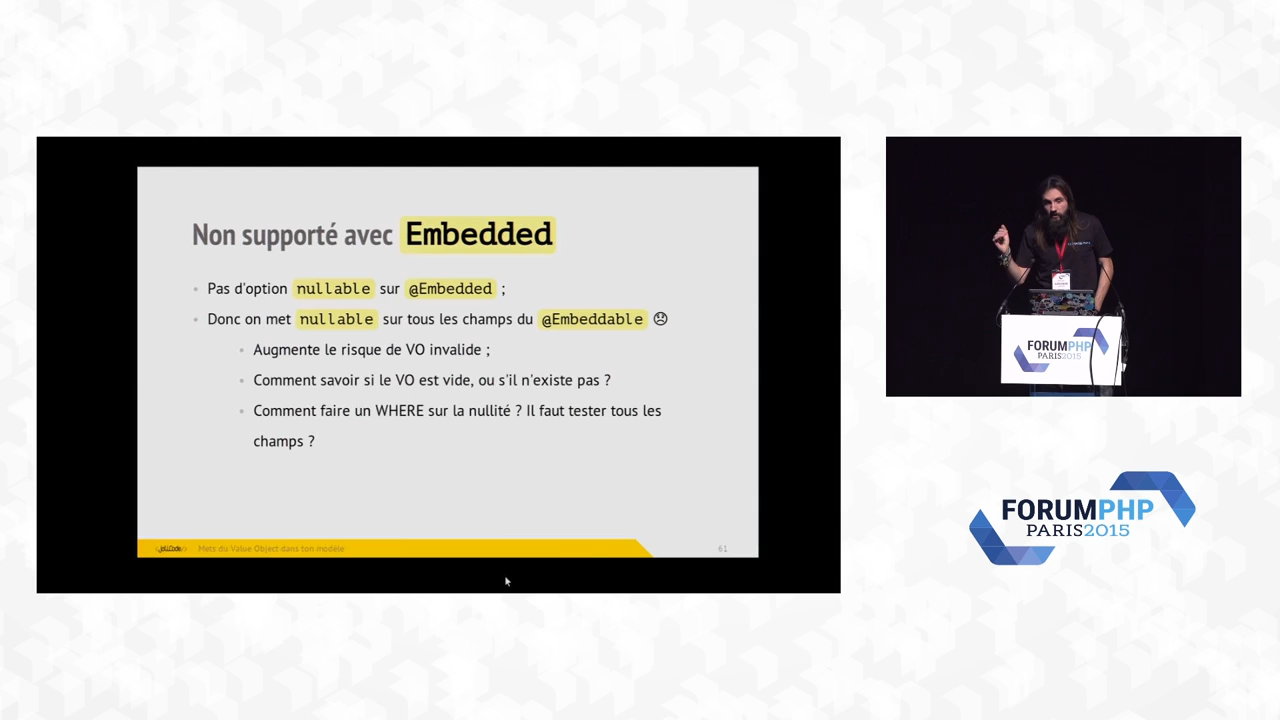 Non supporté avec Embedded
Pas d'option nullable sur @Embedded ;
Donc on met nullable sur tous les champs du @Embeddable ☹
Augmente le risque de VO invalide ;
Comment savoir si le VO est vide, ou s'il n'existe pas ?
Comment faire un WHERE sur la nullité ? Il faut tester tous les
champs ?
JoliCode
Mets du Value Object dans ton modèle
61
FORUMPHP
PARIS2015
FORUMPHP
PARIS2015